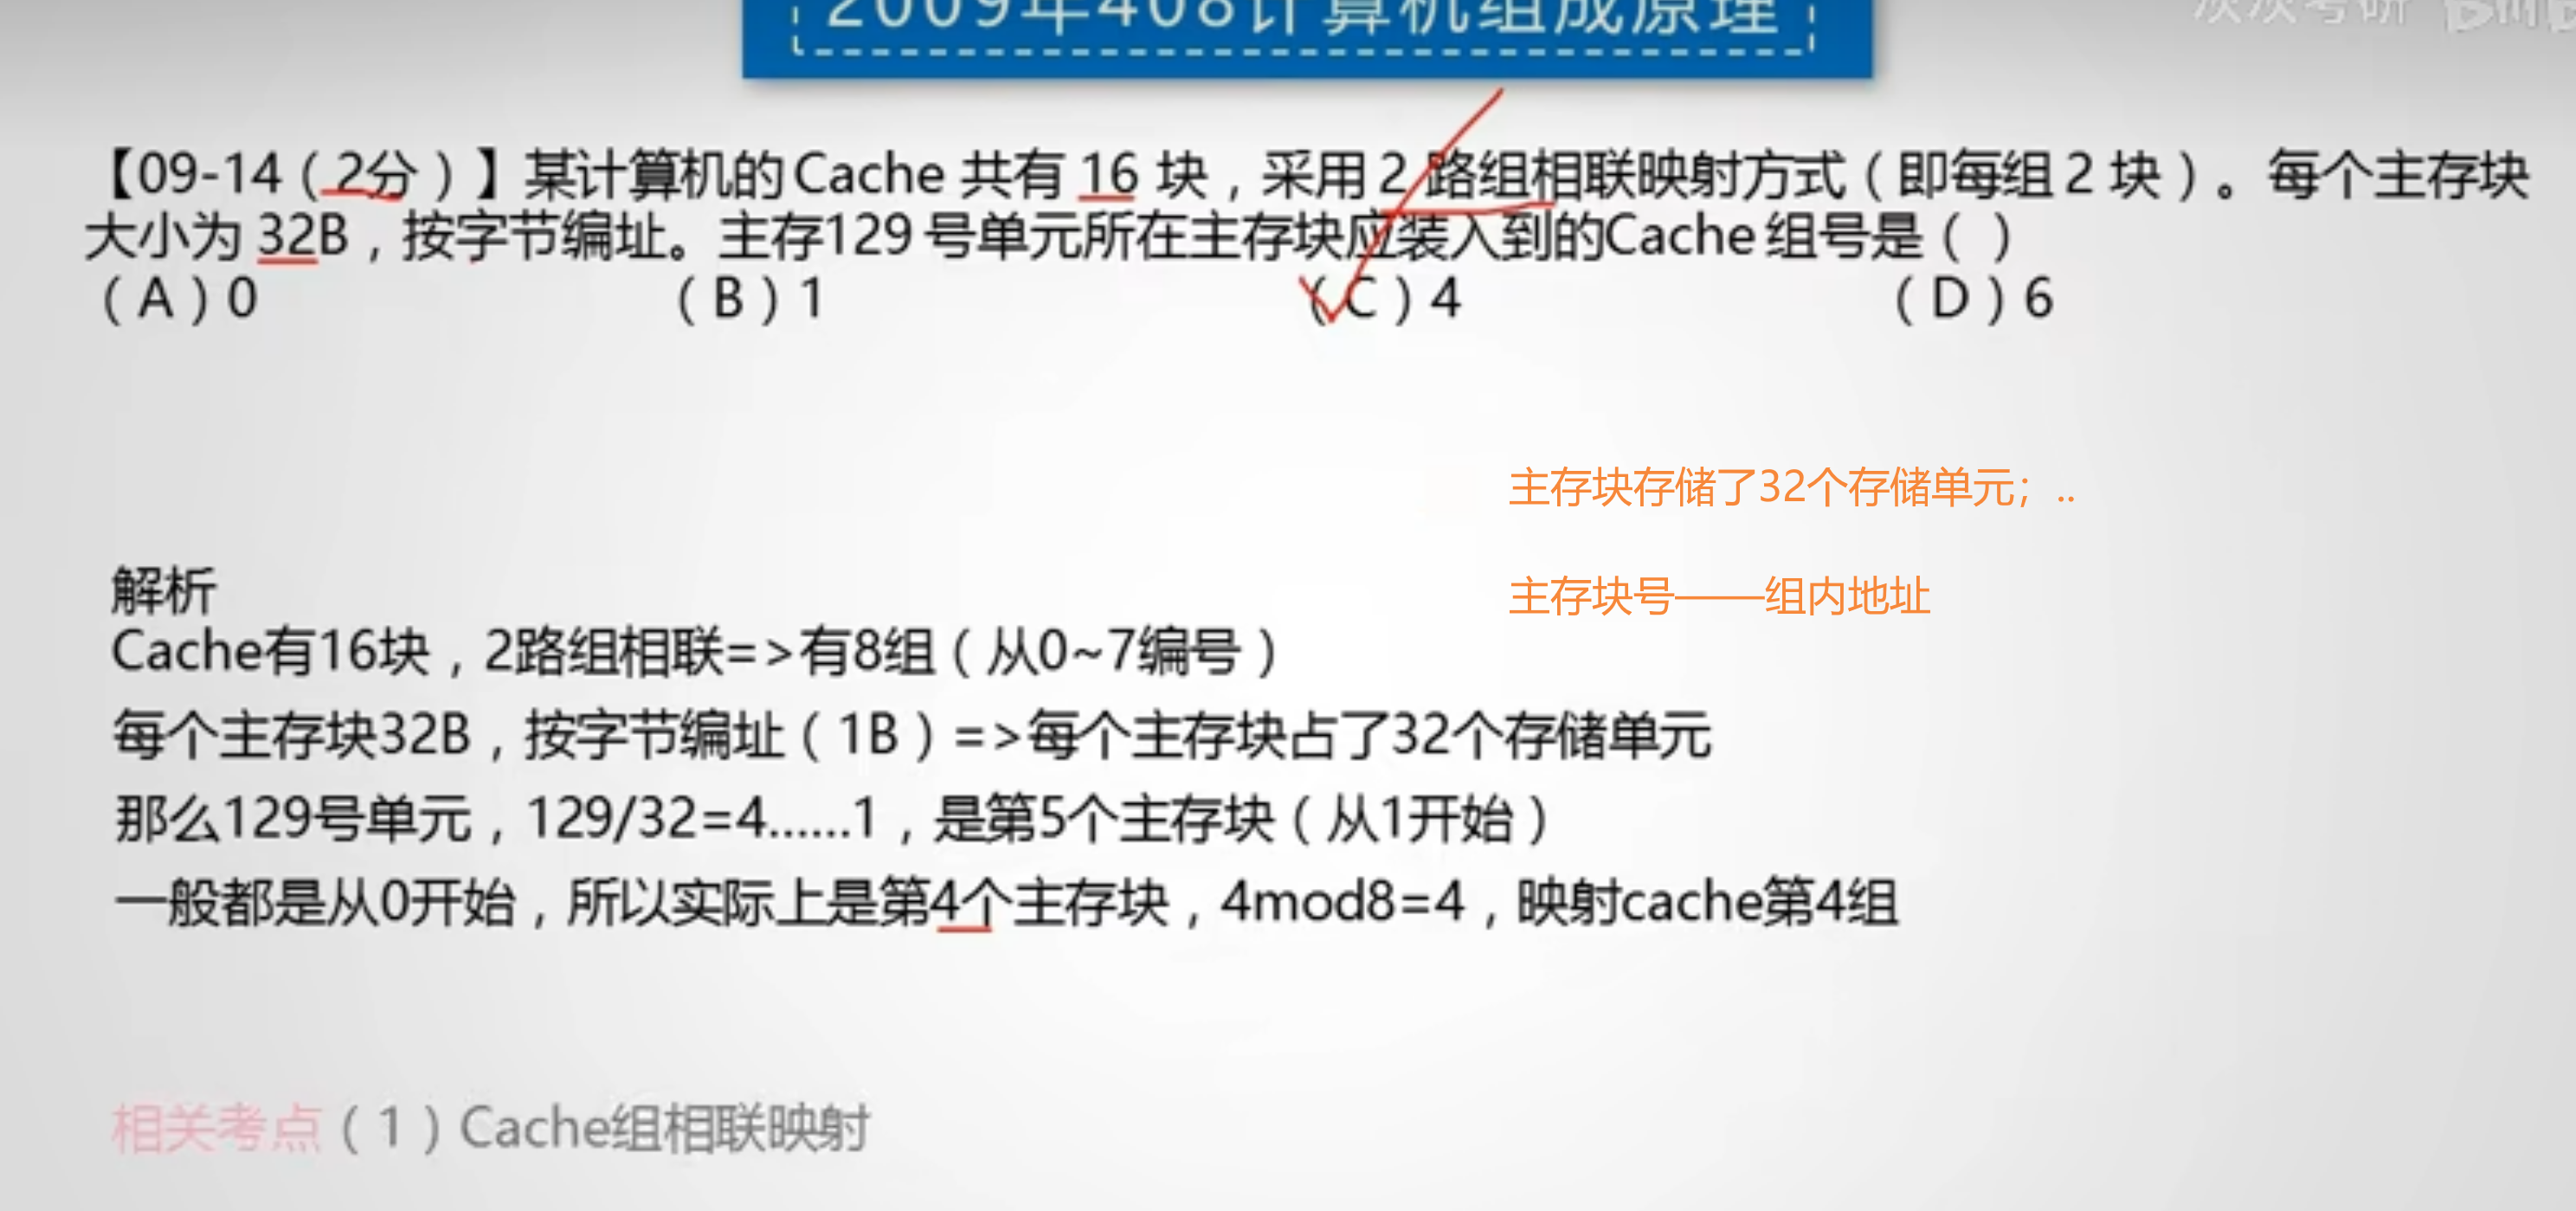 2009年408计算机组成原理
【09-14（2分）】某计算机的Cache 共有 16 块，采用 2 路组相联映射方式（即每组 2 块）。每个主存块
大小为 32B，按字节编址。主存129 号单元所在主存块应装入到的Cache 组号是（ ）
（A）0 （B）1 （C）4 （D）6
主存块存储了32个存储单元；..
主存块号——组内地址
解析
Cache有16块，2路组相联=>有8组（从0~7编号）
每个主存块32B，按字节编址（1B）=>每个主存块占了32个存储单元
那么129号单元，129/32=4......1，是第5个主存块（从1开始）
一般都是从0开始，所以实际上是第4个主存块，4mod8=4，映射cache第4组
相关考点（1）Cache组相联映射